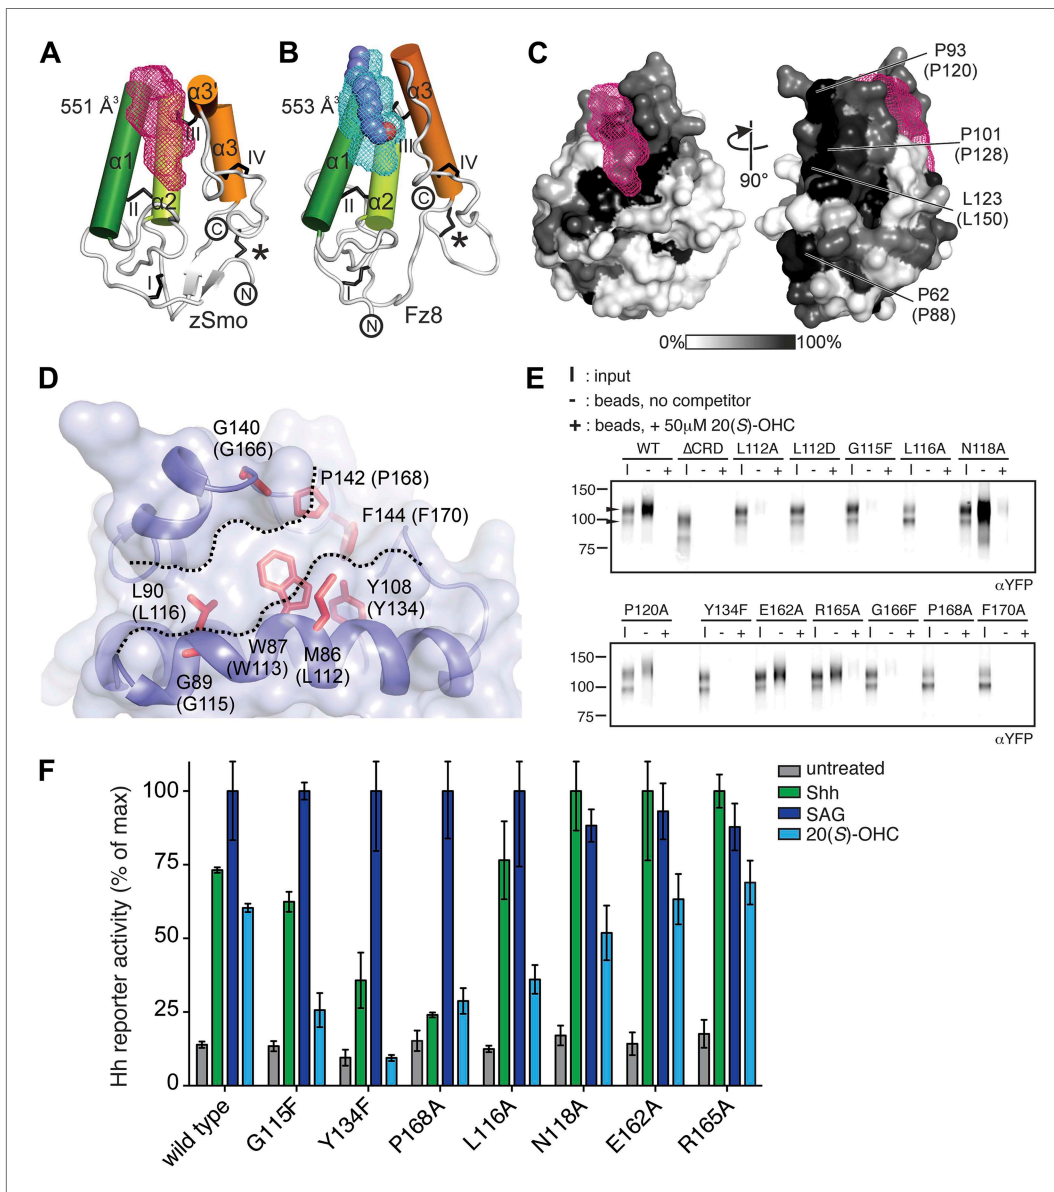 A
551 Å³
α1
α2
α3'
α3
III
IV
II
I
C
*
N
zSmo
B
553 Å³
α1
α2
α3
III
IV
II
I
C
*
N
Fz8
C
90°
P93
(P120)
P101
(P128)
L123
(L150)
P62
(P88)
0% 100%
D
G140
(G166)
P142 (P168)
F144 (F170)
L90
(L116)
Y108
(Y134)
W87
(W113)
M86
(L112)
G89
(G115)
E
I : input
- : beads, no competitor
+ : beads, + 50µM 20(S)-OHC
WT ΔCRD L112A L112D G115F L116A N118A
I - + I - + I - + I - + I - + I - + I - +
150
100
75
αYFP
P120A Y134F E162A R165A G166F P168A F170A
I - + I - + I - + I - + I - + I - + I - +
150
100
75
αYFP
F
Hh reporter activity (% of max)
100
75
50
25
0
untreated
Shh
SAG
20(S)-OHC
wild type G115F Y134F P168A L116A N118A E162A R165A